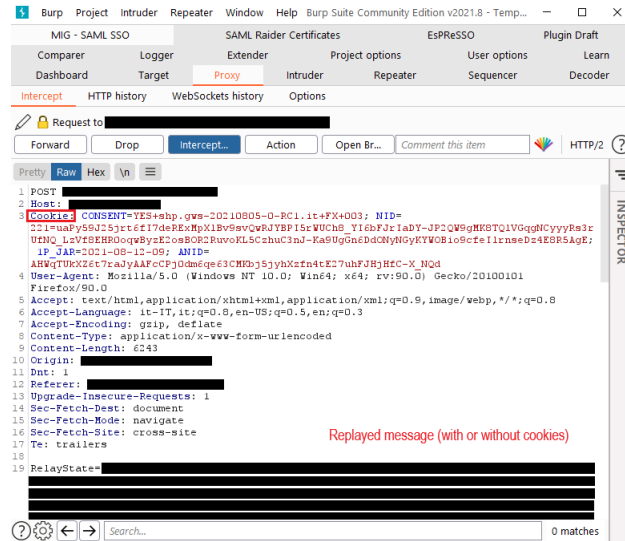 Burp Project Intruder Repeater Window Help Burp Suite Community Edition v2021.8 - Temp...
MIG - SAML SSO SAML Raider Certificates EsPReSSO Plugin Draft
Comparer Logger Extender Project options User options Learn
Dashboard Target Proxy Intruder Repeater Sequencer Decoder
Intercept HTTP history WebSockets history Options
Request to
Forward Drop Intercept... Action Open Br... Comment this item HTTP/2 ?
Pretty Raw Hex \n
1 POST
2 Host:
3 Cookie: CONSENT=YES+shp.gws-20210805-0-RC1.it+FX+003; NID=
1P_JAR=2021-08-12-09; ANID=
4 User-Agent: Mozilla/5.0 (Windows NT 10.0; Win64; x64; rv:90.0) Gecko/20100101
Firefox/90.0
5 Accept: text/html,application/xhtml+xml,application/xml;q=0.9,image/webp,*/*;q=0.8
6 Accept-Language: it-IT,it;q=0.8,en-US;q=0.5,en;q=0.3
7 Accept-Encoding: gzip, deflate
8 Content-Type: application/x-www-form-urlencoded
9 Content-Length: 6243
10 Origin:
11 Dnt: 1
12 Referer:
13 Upgrade-Insecure-Requests: 1
14 Sec-Fetch-Dest: document
15 Sec-Fetch-Mode: navigate
16 Sec-Fetch-Site: cross-site
Replayed message (with or without cookies)
17 Te: trailers
18
19 RelayState=
INSPECTOR
? Search... 0 matches